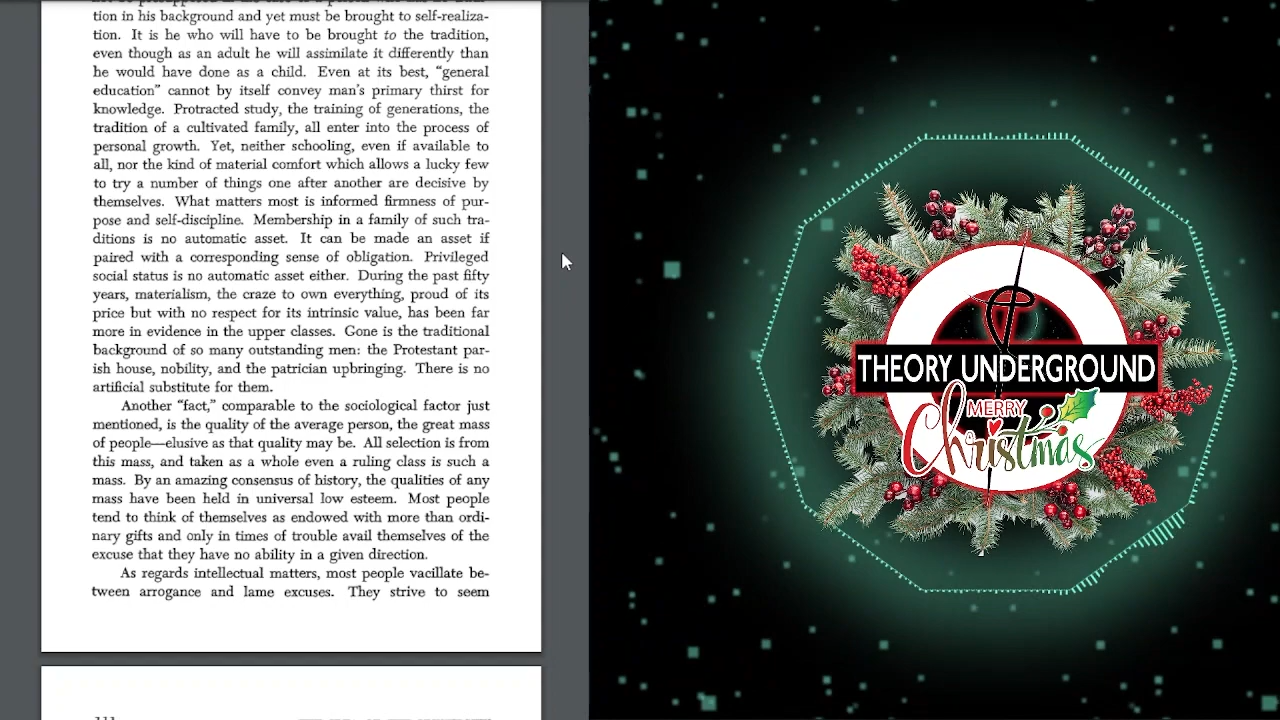 tion in his background and yet must be brought to self-realiza-
tion. It is he who will have to be brought to the tradition,
even though as an adult he will assimilate it differently than
he would have done as a child. Even at its best, “general
education” cannot by itself convey man’s primary thirst for
knowledge. Protracted study, the training of generations, the
tradition of a cultivated family, all enter into the process of
personal growth. Yet, neither schooling, even if available to
all, nor the kind of material comfort which allows a lucky few
to try a number of things one after another are decisive by
themselves. What matters most is informed firmness of pur-
pose and self-discipline. Membership in a family of such tra-
ditions is no automatic asset. It can be made an asset if
paired with a corresponding sense of obligation. Privileged
social status is no automatic asset either. During the past fifty
years, materialism, the craze to own everything, proud of its
price but with no respect for its intrinsic value, has been far
more in evidence in the upper classes. Gone is the traditional
background of so many outstanding men: the Protestant par-
ish house, nobility, and the patrician upbringing. There is no
artificial substitute for them.
Another “fact,” comparable to the sociological factor just
mentioned, is the quality of the average person, the great mass
of people—elusive as that quality may be. All selection is from
this mass, and taken as a whole even a ruling class is such a
mass. By an amazing consensus of history, the qualities of any
mass have been held in universal low esteem. Most people
tend to think of themselves as endowed with more than ordi-
nary gifts and only in times of trouble avail themselves of the
excuse that they have no ability in a given direction.
As regards intellectual matters, most people vacillate be-
tween arrogance and lame excuses. They strive to seem
THEORY UNDERGROUND
MERRY
Christmas